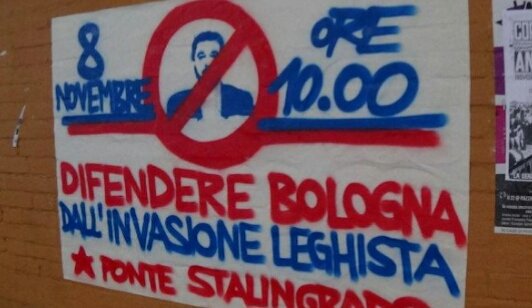 8
NOVEMBRE
ORE
10.00
DIFENDERE BOLOGNA
DALL'INVASIONE LEGHISTA
PONTE STALINGRADO